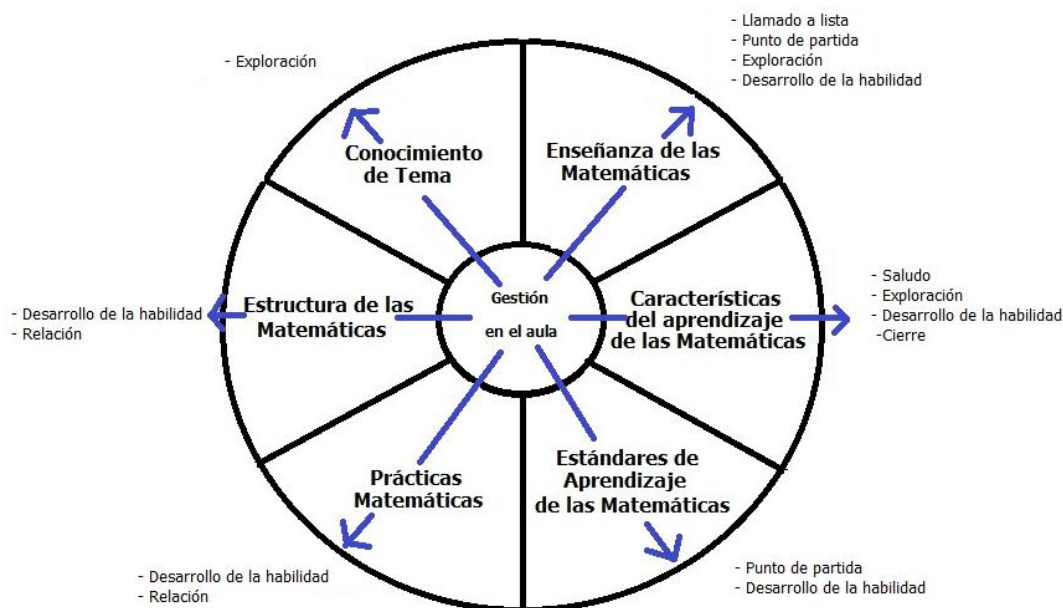 - Llamado a lista
- Punto de partida
- Exploración
- Desarrollo de la habilidad
- Exploración
Conocimiento
de Tema
Enseñanza de las
Matemáticas
Estructura de las
Matemáticas
Gestión
en el aula
Características
del aprendizaje
de las Matemáticas
- Saludo
- Exploración
- Desarrollo de la habilidad
-Cierre
- Desarrollo de la habilidad
- Relación
Prácticas
Matemáticas
Estándares de
Aprendizaje
de las Matemáticas
- Desarrollo de la habilidad
- Relación
- Punto de partida
- Desarrollo de la habilidad